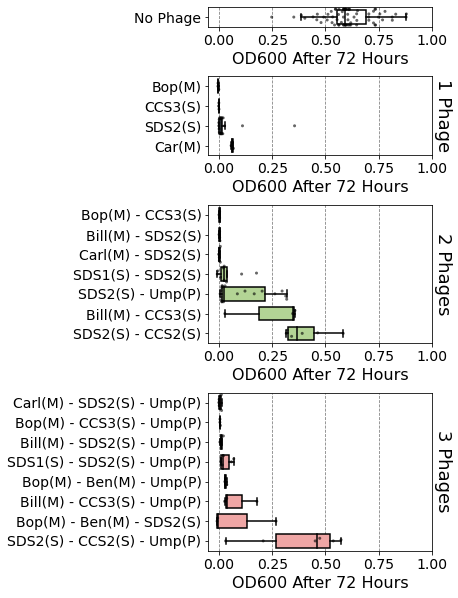 No Phage
0.00 0.25 0.50 0.75 1.00
OD600 After 72 Hours
1 Phage
Bop(M)
CCS3(S)
SDS2(S)
Car(M)
0.00 0.25 0.50 0.75 1.00
OD600 After 72 Hours
2 Phages
Bop(M) - CCS3(S)
Bill(M) - SDS2(S)
Carl(M) - SDS2(S)
SDS1(S) - SDS2(S)
SDS2(S) - Ump(P)
Bill(M) - CCS3(S)
SDS2(S) - CCS2(S)
0.00 0.25 0.50 0.75 1.00
OD600 After 72 Hours
3 Phages
Carl(M) - SDS2(S) - Ump(P)
Bop(M) - CCS3(S) - Ump(P)
Bill(M) - SDS2(S) - Ump(P)
SDS1(S) - SDS2(S) - Ump(P)
Bop(M) - Ben(M) - Ump(P)
Bill(M) - CCS3(S) - Ump(P)
Bop(M) - Ben(M) - SDS2(S)
SDS2(S) - CCS2(S) - Ump(P)
0.00 0.25 0.50 0.75 1.00
OD600 After 72 Hours